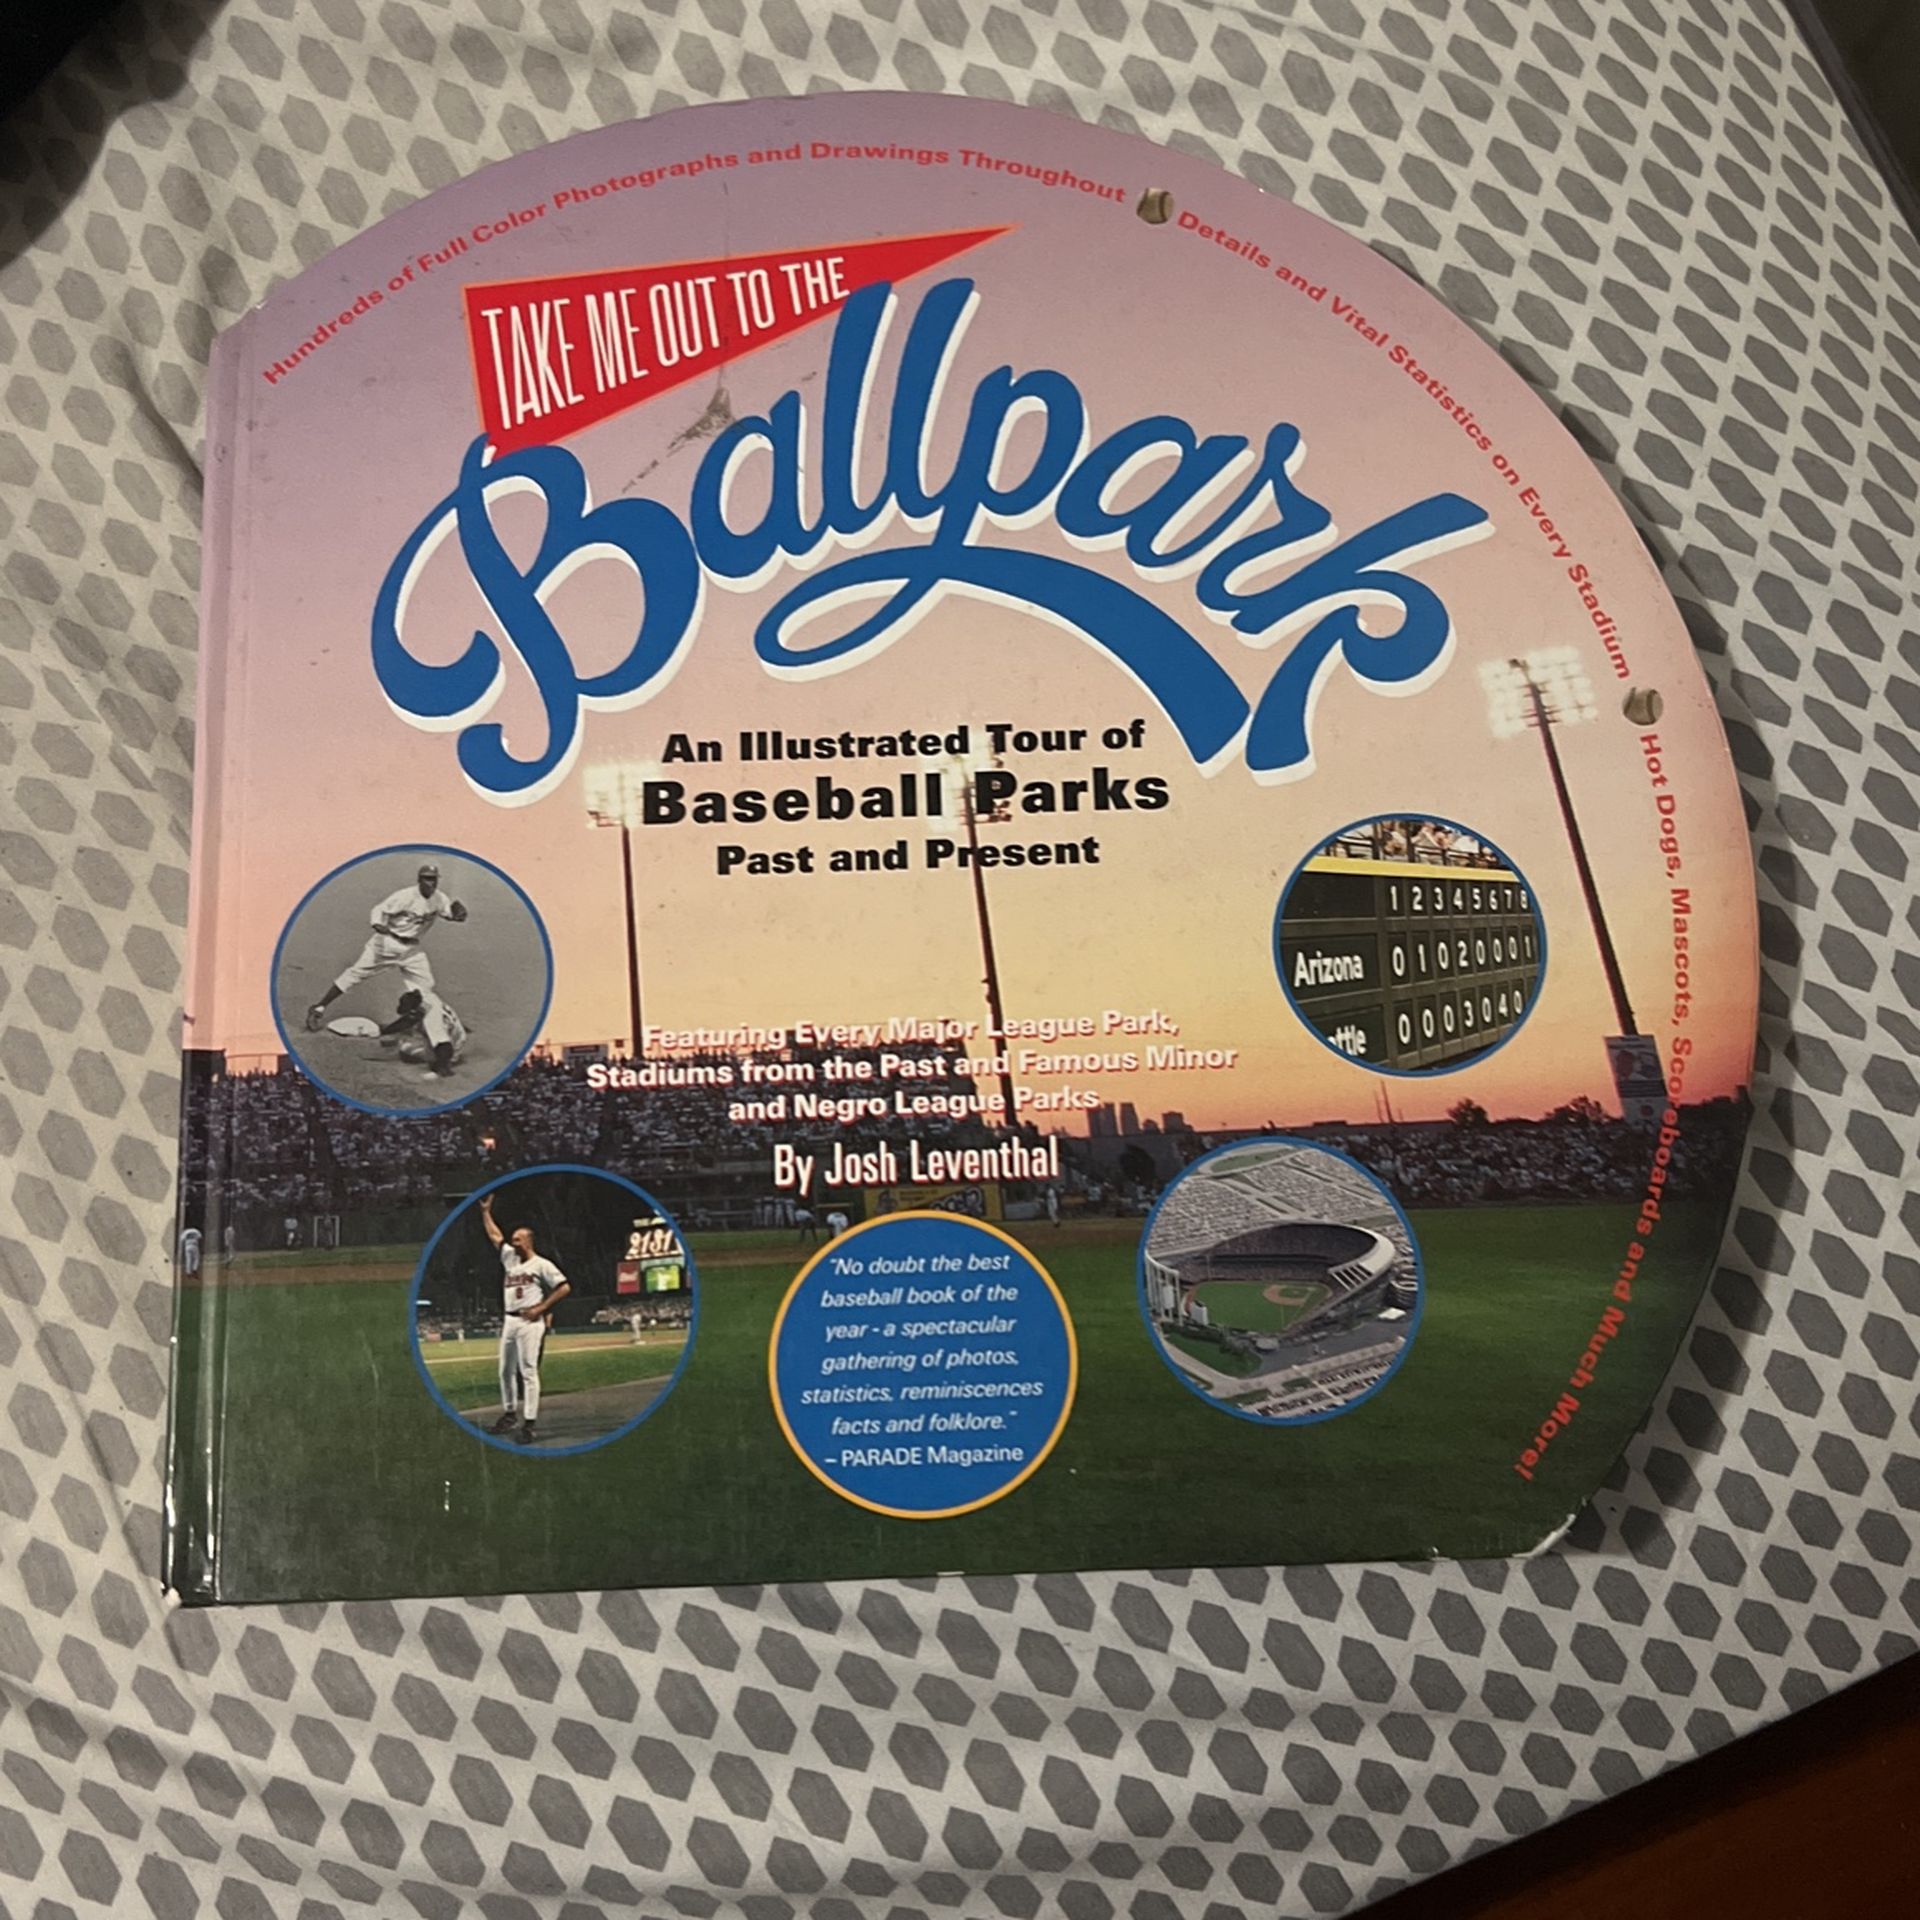 Hundreds of Full Color Photographs and Drawings Throughout Details and Vital Statistics on Every Stadium Hot Dogs, Mascots, Scoreboards and Much More!
TAKE ME OUT TO THE
Ballpark
An Illustrated Tour of
Baseball Parks
Past and Present
1 2 3 4 5 6 7 8
Arizona 0 1 0 2 0 0 0 1
ttle 0 0 0 3 0 4 0
Featuring Every Major League Park,
Stadiums from the Past and Famous Minor
and Negro League Parks
By Josh Leventhal
2131
"No doubt the best
baseball book of the
year - a spectacular
gathering of photos,
statistics, reminiscences
facts and folklore."
– PARADE Magazine